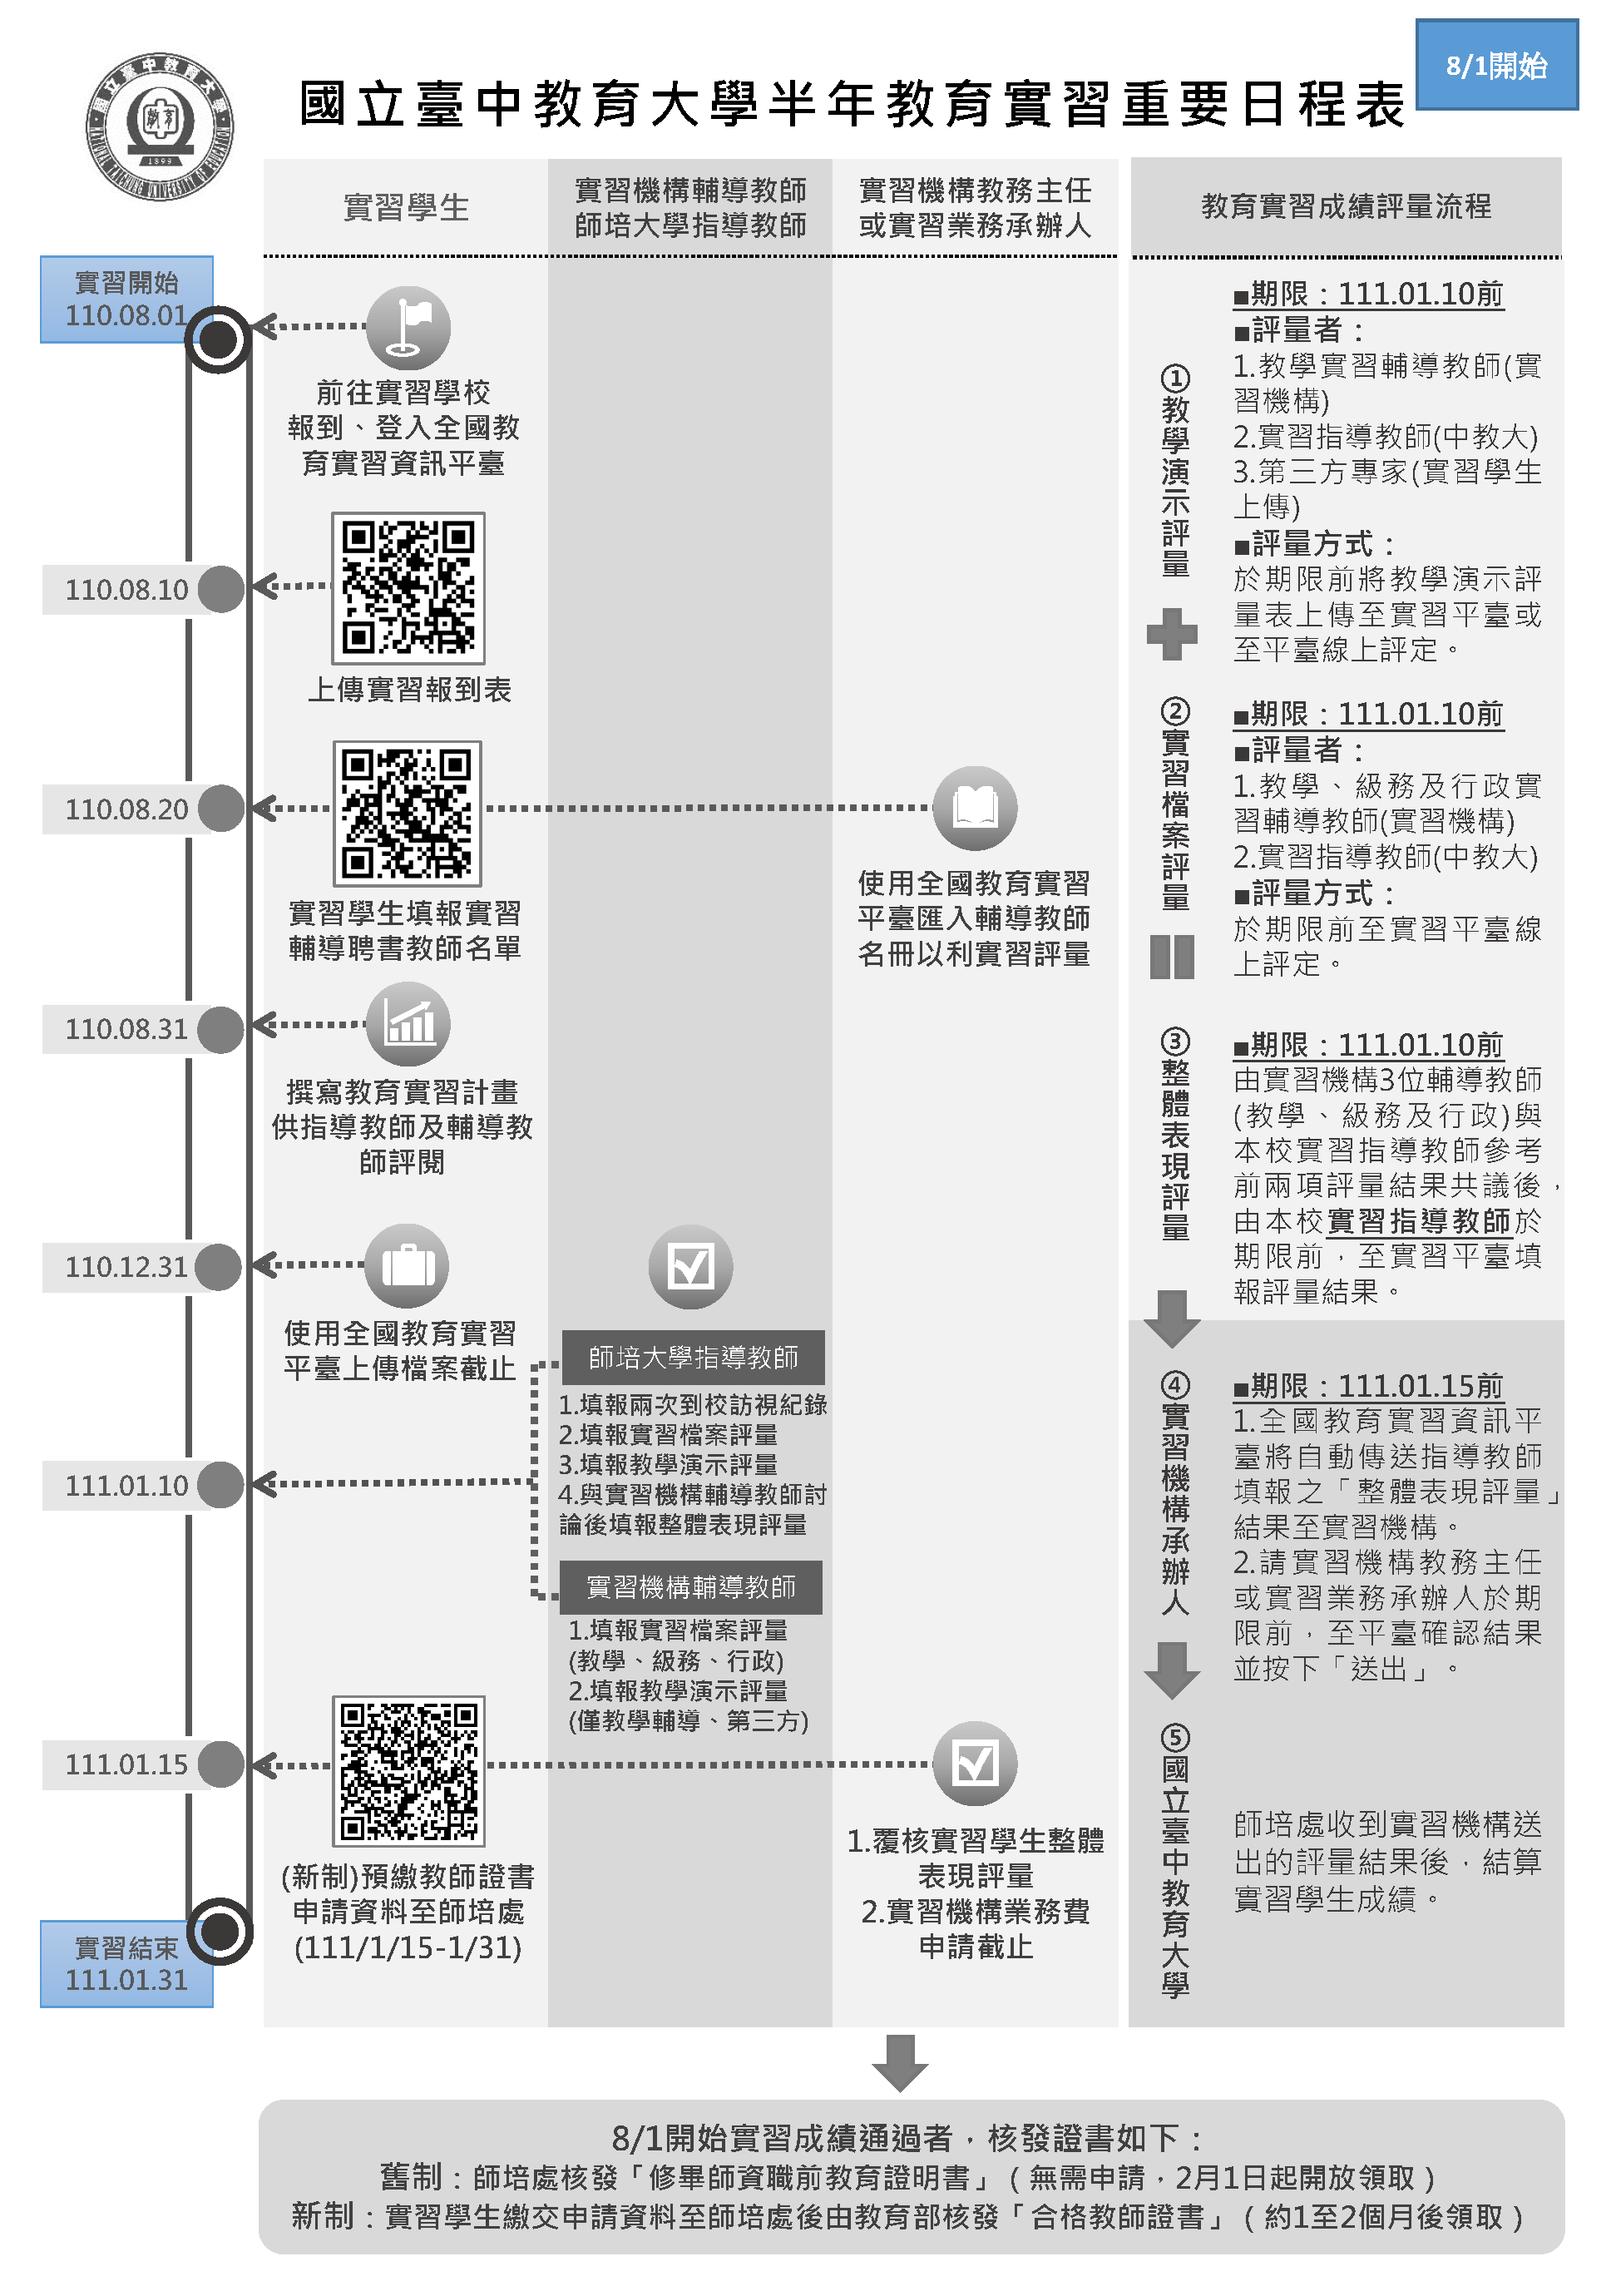 8/1開始
國立臺中教育大學半年教育實習重要日程表
國立臺中教育大學
NATIONAL TAICHUNG UNIVERSITY OF EDUCATION
1899
實習學生
實習機構輔導教師
師培大學指導教師
實習機構教務主任
或實習業務承辦人
教育實習成績評量流程
實習開始
110.08.01
前往實習學校
報到、登入全國教
育實習資訊平臺
110.08.10
上傳實習報到表
110.08.20
實習學生填報實習
輔導聘書教師名單
使用全國教育實習
平臺匯入輔導教師
名冊以利實習評量
110.08.31
撰寫教育實習計畫
供指導教師及輔導教
師評閱
110.12.31
使用全國教育實習
平臺上傳檔案截止
師培大學指導教師
1.填報兩次到校訪視紀錄
2.填報實習檔案評量
3.填報教學演示評量
4.與實習機構輔導教師討
論後填報整體表現評量
111.01.10
實習機構輔導教師
1.填報實習檔案評量
(教學、級務、行政)
2.填報教學演示評量
(僅教學輔導、第三方)
111.01.15
(新制)預繳教師證書
申請資料至師培處
(111/1/15-1/31)
1.覆核實習學生整體
表現評量
2.實習機構業務費
申請截止
實習結束
111.01.31
①教學演示評量
■期限：111.01.10前
■評量者：
1.教學實習輔導教師(實
習機構)
2.實習指導教師(中教大)
3.第三方專家(實習學生
上傳)
■評量方式：
於期限前將教學演示評
量表上傳至實習平臺或
至平臺線上評定。
②實習檔案評量
■期限：111.01.10前
■評量者：
1.教學、級務及行政實
習輔導教師(實習機構)
2.實習指導教師(中教大)
■評量方式：
於期限前至實習平臺線
上評定。
③整體表現評量
■期限：111.01.10前
由實習機構3位輔導教師
(教學、級務及行政)與
本校實習指導教師參考
前兩項評量結果共議後，
由本校實習指導教師於
期限前，至實習平臺填
報評量結果。
④實習機構承辦人
■期限：111.01.15前
1.全國教育實習資訊平
臺將自動傳送指導教師
填報之「整體表現評量」
結果至實習機構。
2.請實習機構教務主任
或實習業務承辦人於期
限前，至平臺確認結果
並按下「送出」。
⑤國立臺中教育大學
師培處收到實習機構送
出的評量結果後，結算
實習學生成績。
8/1開始實習成績通過者，核發證書如下：
舊制：師培處核發「修畢師資職前教育證明書」（無需申請，2月1日起開放領取）
新制：實習學生繳交申請資料至師培處後由教育部核發「合格教師證書」（約1至2個月後領取）